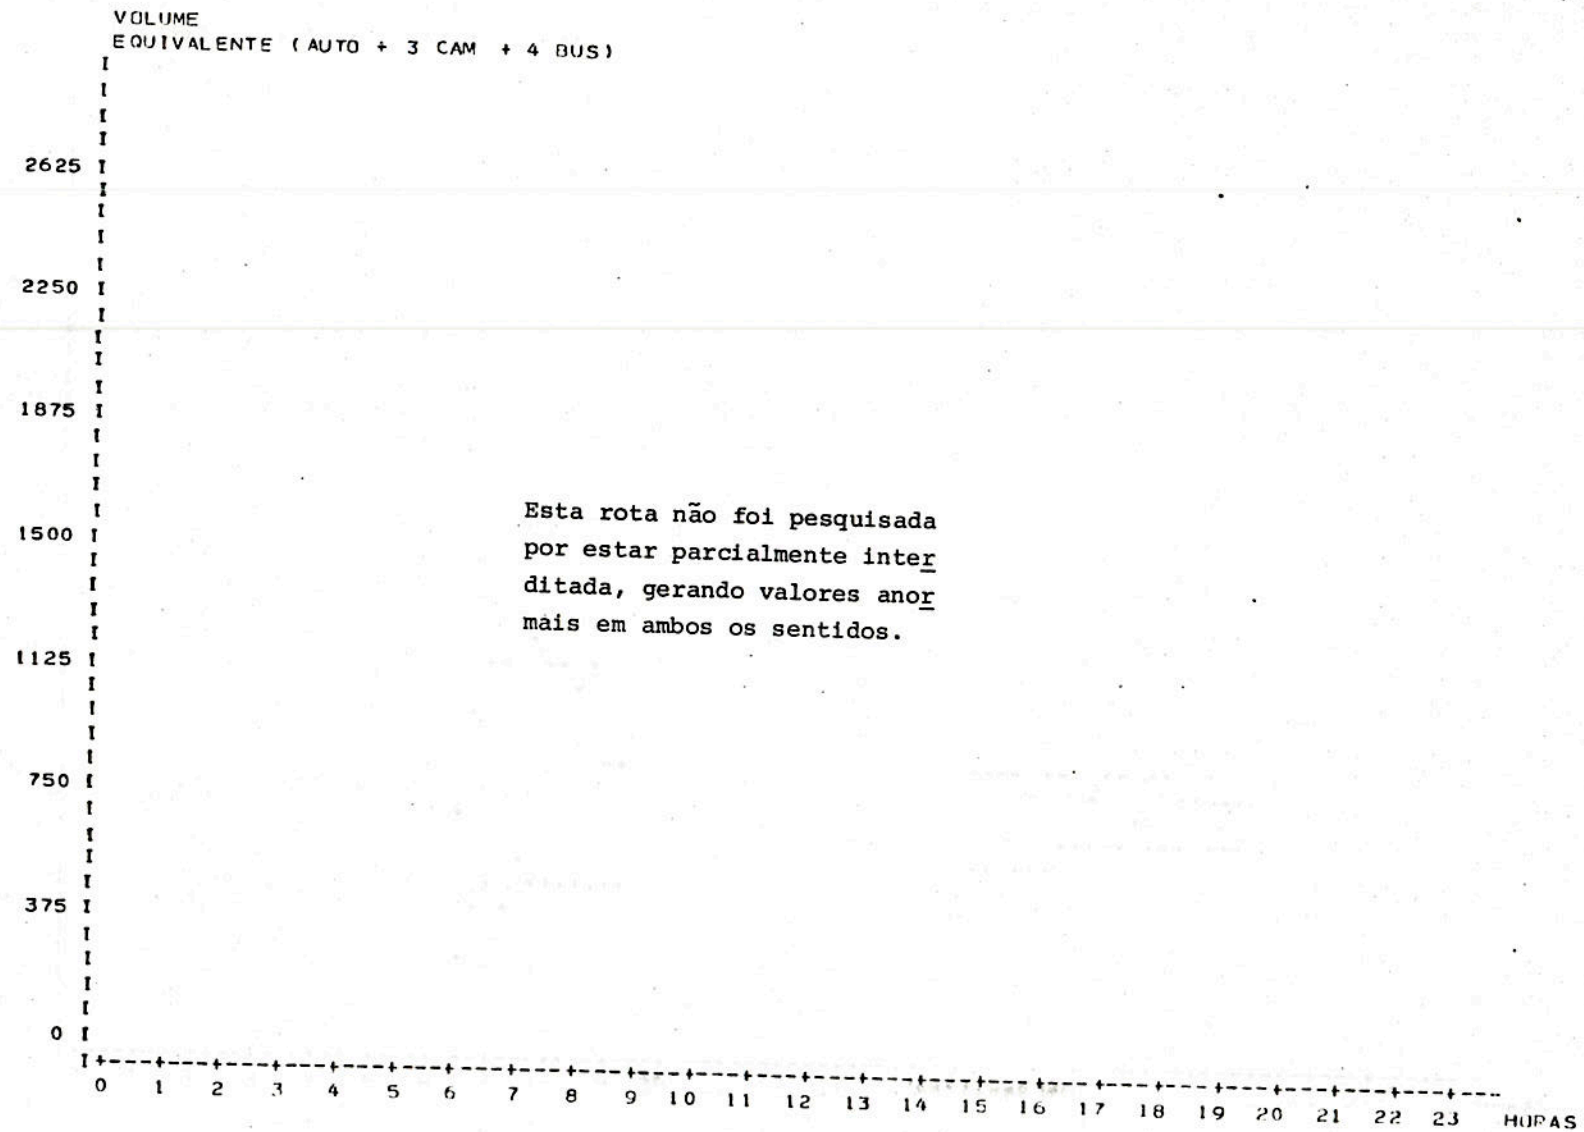 VOLUME
EQUIVALENTE (AUTO + 3 CAM + 4 BUS)
2625
2250
1875
Esta rota não foi pesquisada
1500
por estar parcialmente inter
ditada, gerando valores anor
mais em ambos os sentidos.
1125
750
375
0
0 1 2 3 4 5 6 7 8 9 10 11 12 13 14 15 16 17 18 19 20 21 22 23 HORAS